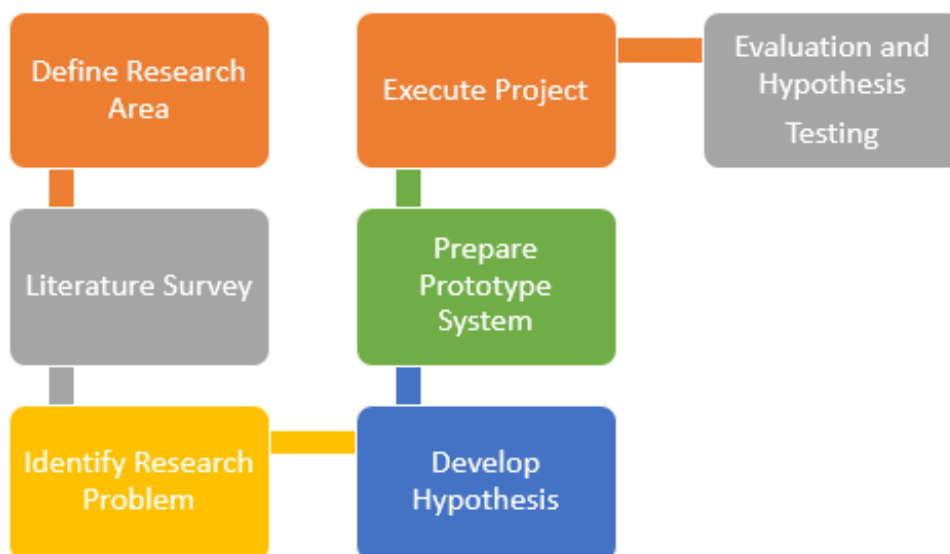 Define Research
Area
Literature Survey
Identify Research
Problem
Develop
Hypothesis
Prepare
Prototype
System
Execute Project
Evaluation and
Hypothesis
Testing